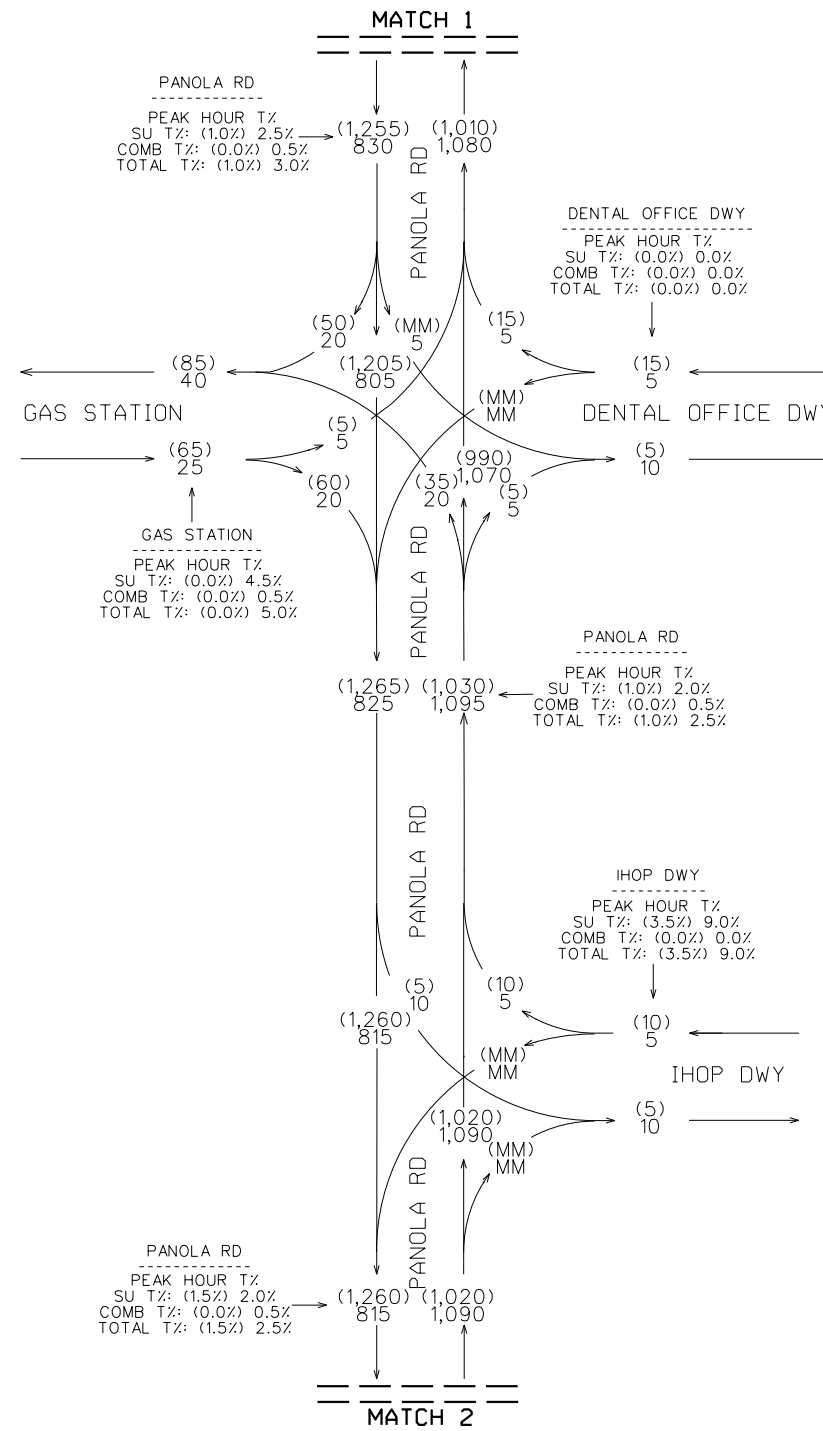 MATCH 1
PANOLA RD
PEAK HOUR T%
SU T%: (1.0%) 2.5%
COMB T%: (0.0%) 0.5%
TOTAL T%: (1.0%) 3.0%
(1,255)
830
(1,010)
1,080
PANOLA RD
DENTAL OFFICE DWY
PEAK HOUR T%
SU T%: (0.0%) 0.0%
COMB T%: (0.0%) 0.0%
TOTAL T%: (0.0%) 0.0%
(50)
20
(MM)
5
(15)
5
(85)
40
(1,205)
805
(15)
5
GAS STATION
(MM)
MM
DENTAL OFFICE DWY
(5)
5
(65)
25
(990)
1,070
(5)
10
(60)
20
(35)
20
(5)
5
GAS STATION
PEAK HOUR T%
SU T%: (0.0%) 4.5%
COMB T%: (0.0%) 0.5%
TOTAL T%: (0.0%) 5.0%
PANOLA RD
(1,265)
825
(1,030)
1,095
PANOLA RD
PEAK HOUR T%
SU T%: (1.0%) 2.0%
COMB T%: (0.0%) 0.5%
TOTAL T%: (1.0%) 2.5%
PANOLA RD
IHOP DWY
PEAK HOUR T%
SU T%: (3.5%) 9.0%
COMB T%: (0.0%) 0.0%
TOTAL T%: (3.5%) 9.0%
(5)
10
(10)
5
(1,260)
815
(10)
5
(MM)
MM
IHOP DWY
(1,020)
1,090
(5)
10
(MM)
MM
PANOLA RD
PANOLA RD
PEAK HOUR T%
SU T%: (1.5%) 2.0%
COMB T%: (0.0%) 0.5%
TOTAL T%: (1.5%) 2.5%
(1,260)
815
(1,020)
1,090
MATCH 2